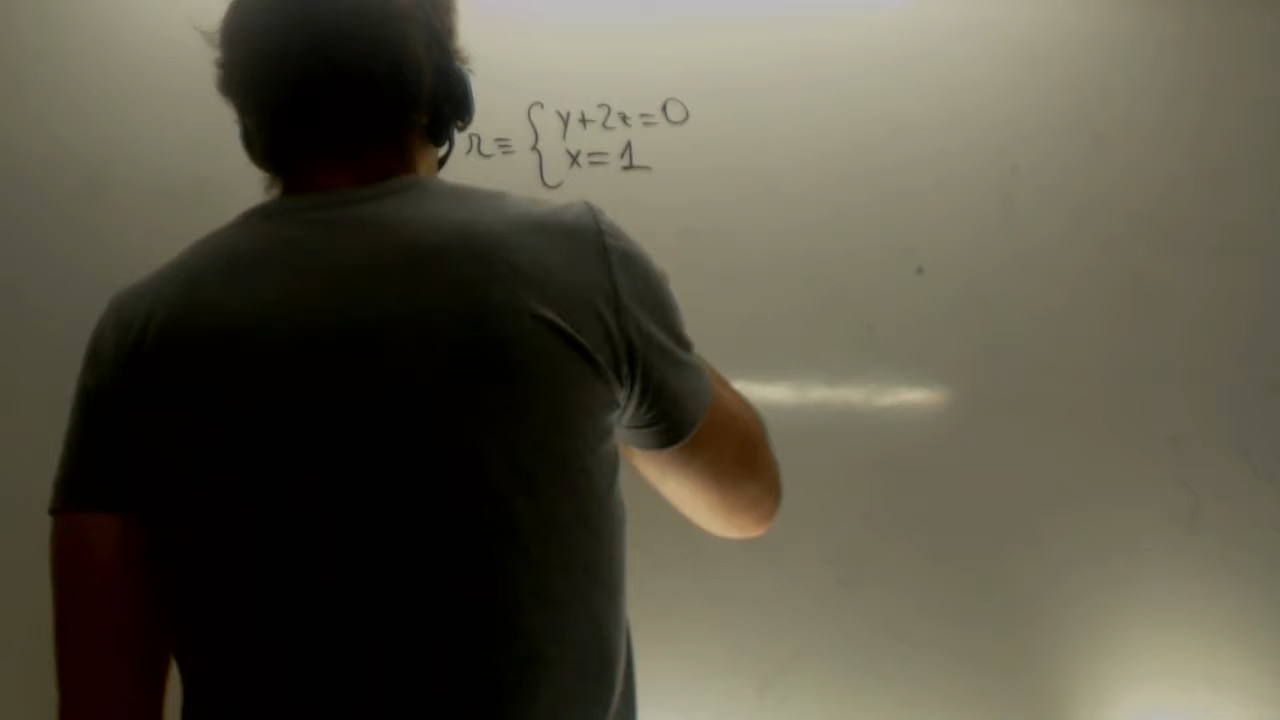 r≡ { y+2z=0
x=1